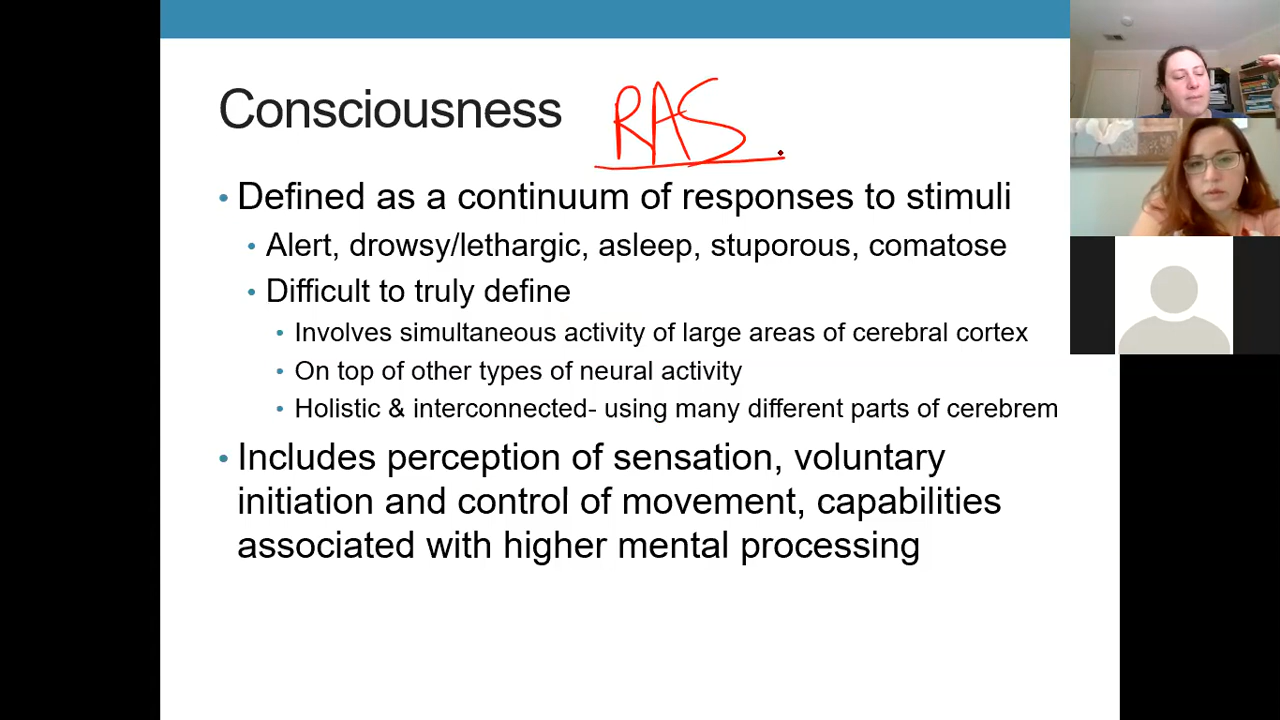 Consciousness RAS
• Defined as a continuum of responses to stimuli
• Alert, drowsy/lethargic, asleep, stuporous, comatose
• Difficult to truly define
• Involves simultaneous activity of large areas of cerebral cortex
• On top of other types of neural activity
• Holistic & interconnected- using many different parts of cerebrem
• Includes perception of sensation, voluntary
initiation and control of movement, capabilities
associated with higher mental processing